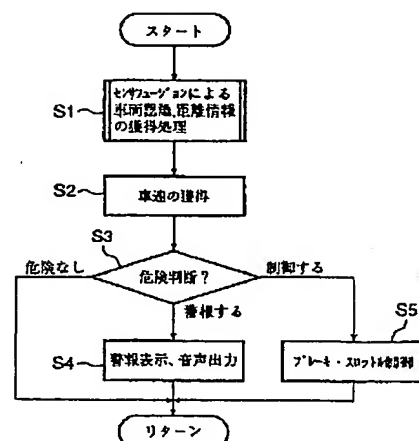 スタート
S1
センサフュージョンによる
車両認識、距離情報
の獲得処理
S2
車速の獲得
S3
危険なし
危険判断?
制御する
警報する
S5
S4
警報表示、音声出力
ブレーキ・スロットル制御
リターン